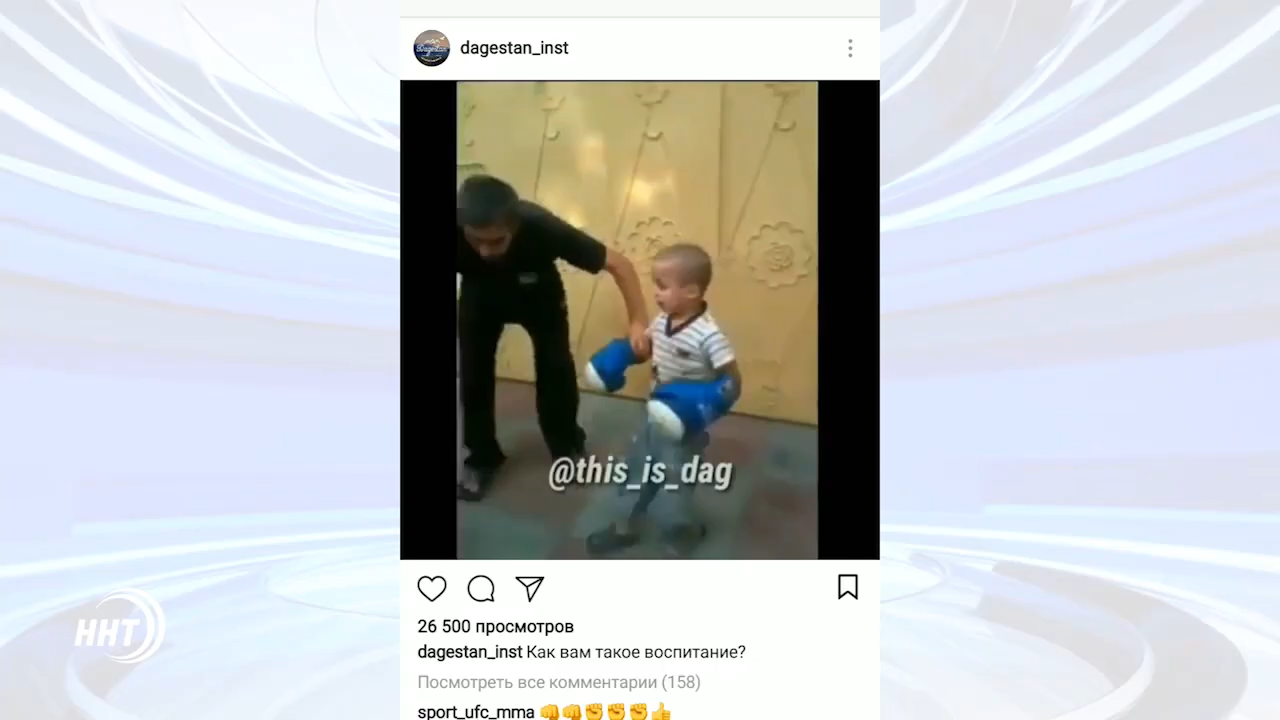 dagestan_inst
@this_is_dag
26 500 просмотров
dagestan_inst Как вам такое воспитание?
Посмотреть все комментарии (158)
sport_ufc_mma 👊👊✊✊✊👍
ННТ